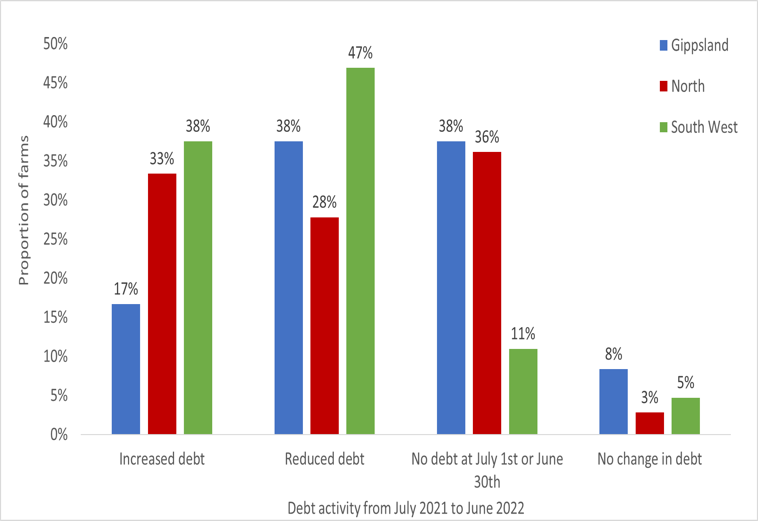 50%
45%
40%
35%
30%
25%
20%
15%
10%
5%
0%
Proportion of farms
17%
33%
38%
38%
28%
47%
38%
36%
11%
8%
3%
5%
Gippsland
North
South West
Increased debt
Reduced debt
No debt at July 1st or June
30th
No change in debt
Debt activity from July 2021 to June 2022